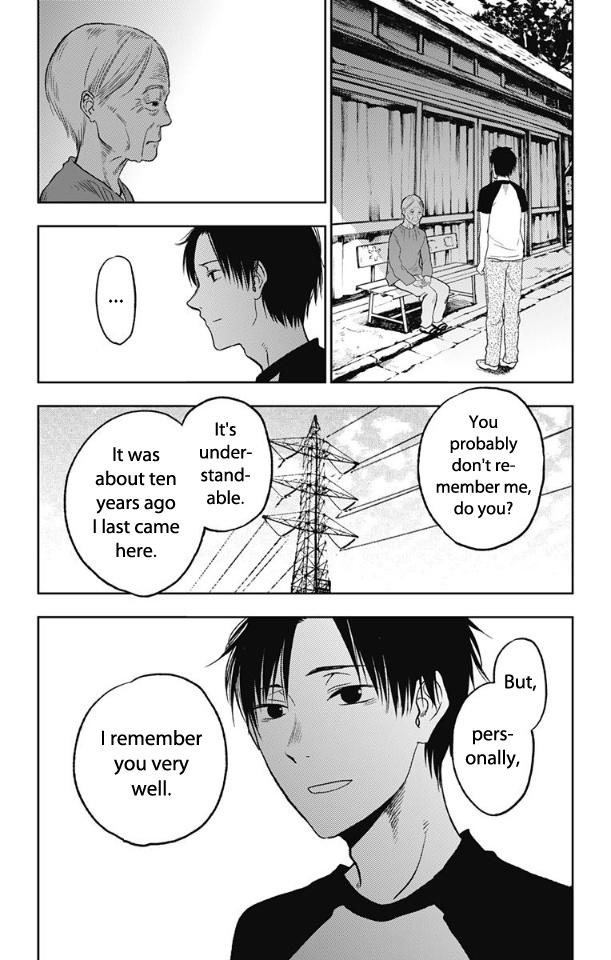 ...
You
probably
don't re-
member me,
do you?
It's
under-
stand-
able.
It was
about ten
years ago
I last came
here.
But,
pers-
onally,
I remember
you very
well.